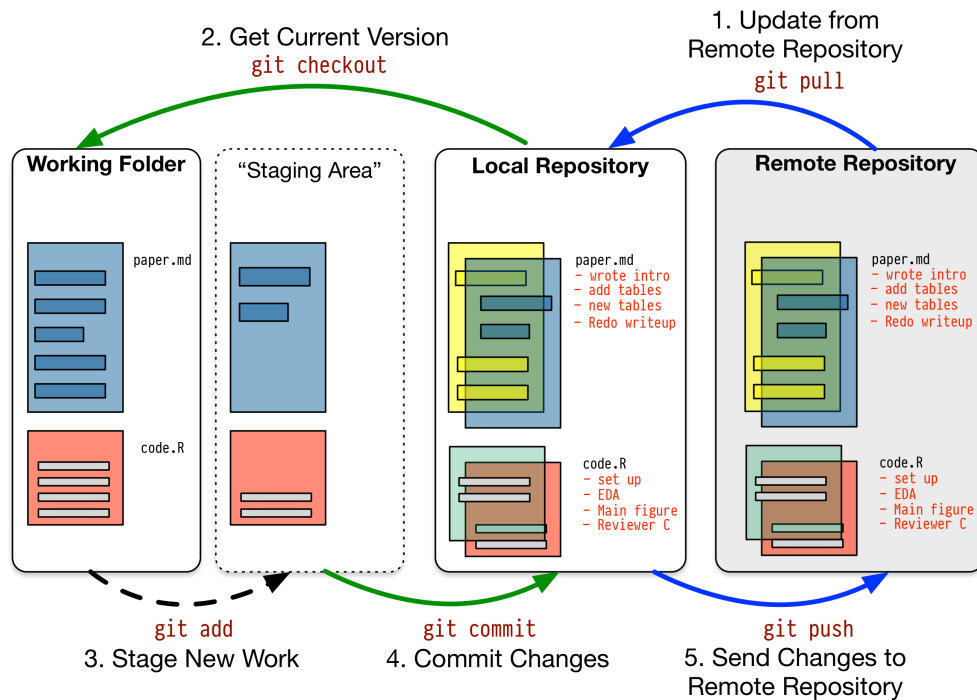 1. Update from
Remote Repository
git pull
2. Get Current Version
git checkout
Working Folder
“Staging Area”
Local Repository
Remote Repository
paper.md
paper.md
- wrote intro
- add tables
- new tables
- Redo writeup
paper.md
- wrote intro
- add tables
- new tables
- Redo writeup
code.R
code.R
- set up
- EDA
- Main figure
- Reviewer C
code.R
- set up
- EDA
- Main figure
- Reviewer C
git add
3. Stage New Work
git commit
4. Commit Changes
git push
5. Send Changes to
Remote Repository